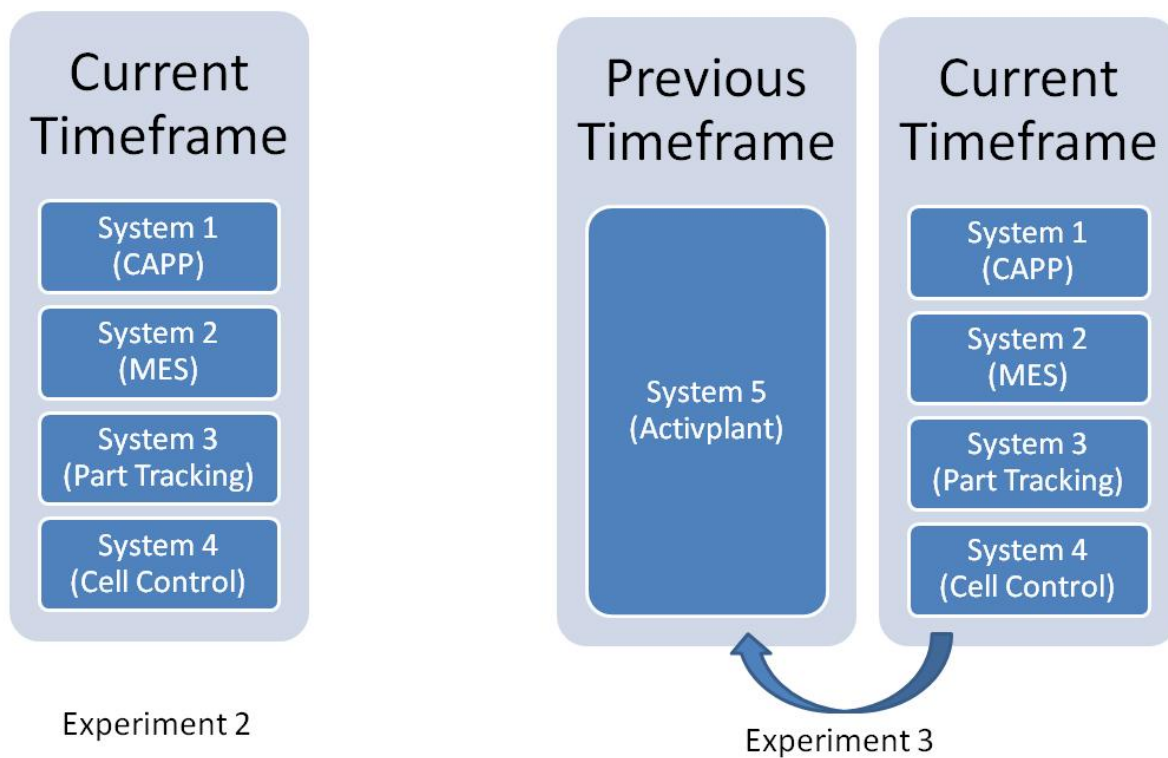 Current
Timeframe
System 1
(CAPP)
System 2
(MES)
System 3
(Part Tracking)
System 4
(Cell Control)
Experiment 2
Previous
Timeframe
System 5
(Activplant)
Current
Timeframe
System 1
(CAPP)
System 2
(MES)
System 3
(Part Tracking)
System 4
(Cell Control)
Experiment 3